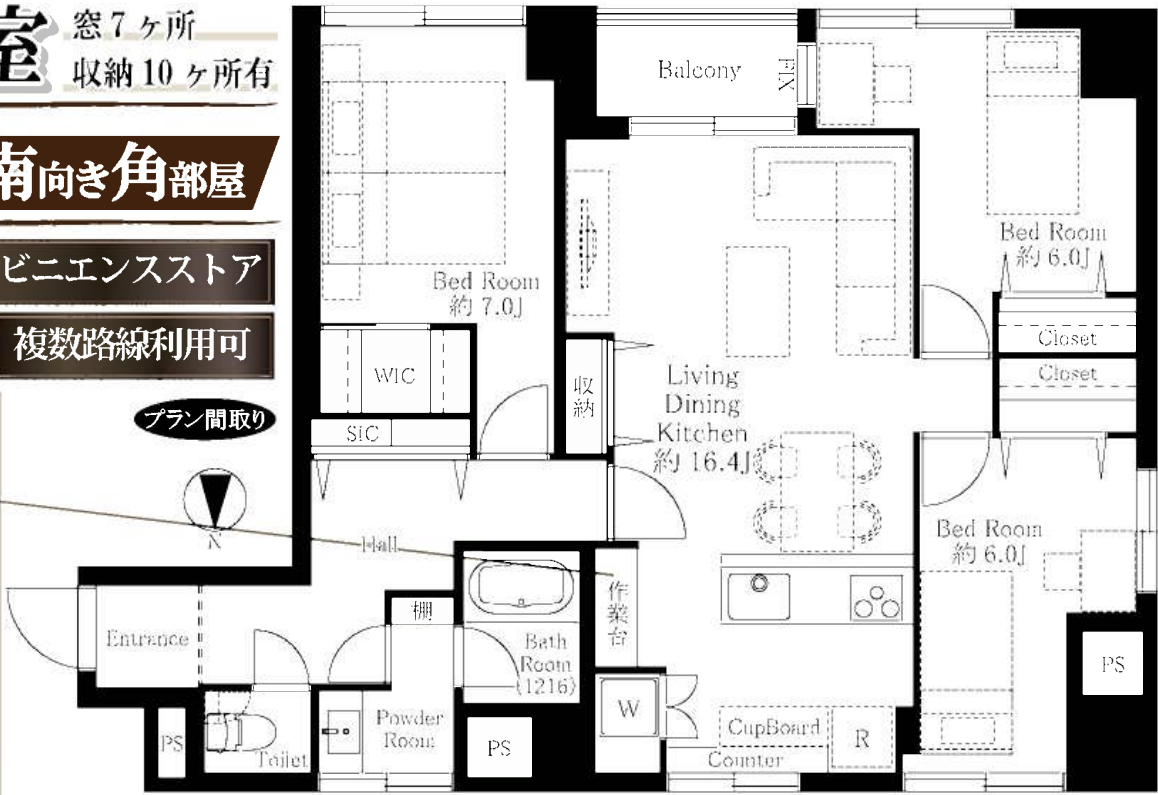 室
窓7ヶ所
収納10ヶ所有
南向き角部屋
ビニエンスストア
複数路線利用可
プラン間取り
N
Balcony
FIX
Bed Room
約 7.0J
Bed Room
約 6.0J
Closet
Closet
WIC
SIC
収納
Living
Dining
Kitchen
約 16.4J
Bed Room
約 6.0J
Hall
Entrance
棚
Bath
Room
(1216)
作業台
W
PS
PS
Toilet
Powder
Room
PS
CupBoard
R
Counter